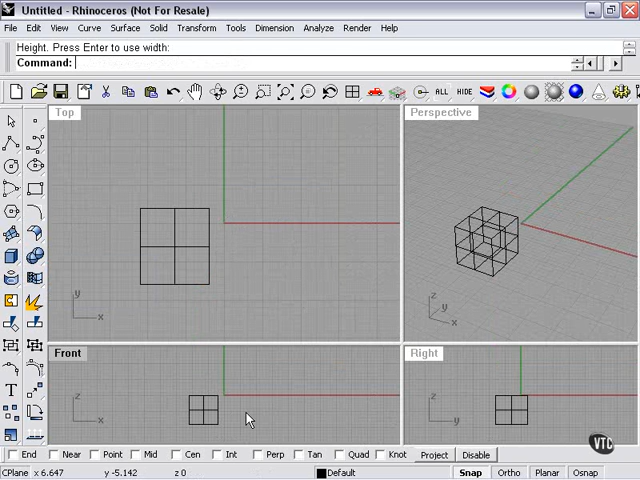 Untitled - Rhinoceros (Not For Resale)
File Edit View Curve Surface Solid Transform Tools Dimension Analyze Render Help
Height. Press Enter to use width:
Command:
ALL HIDE
Top
Perspective
y
x
z
y
x
Front
Right
z
x
z
y
T
VTC
End Near Point Mid Cen Int Perp Tan Quad Knot Project Disable
CPlane x 6.647 y -5.142 z 0 Default Snap Ortho Planar Osnap